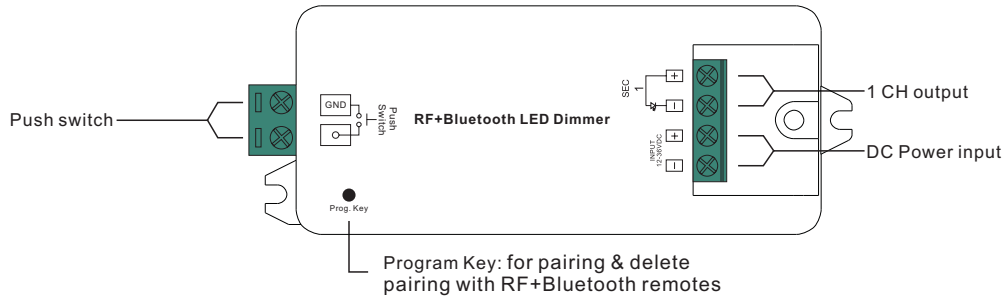 Push switch
GND
Push
Switch
RF+Bluetooth LED Dimmer
SEC
1
+
−
+
−
INPUT
12-36VDC
1 CH output
DC Power input
Prog. Key
Program Key: for pairing & delete
pairing with RF+Bluetooth remotes